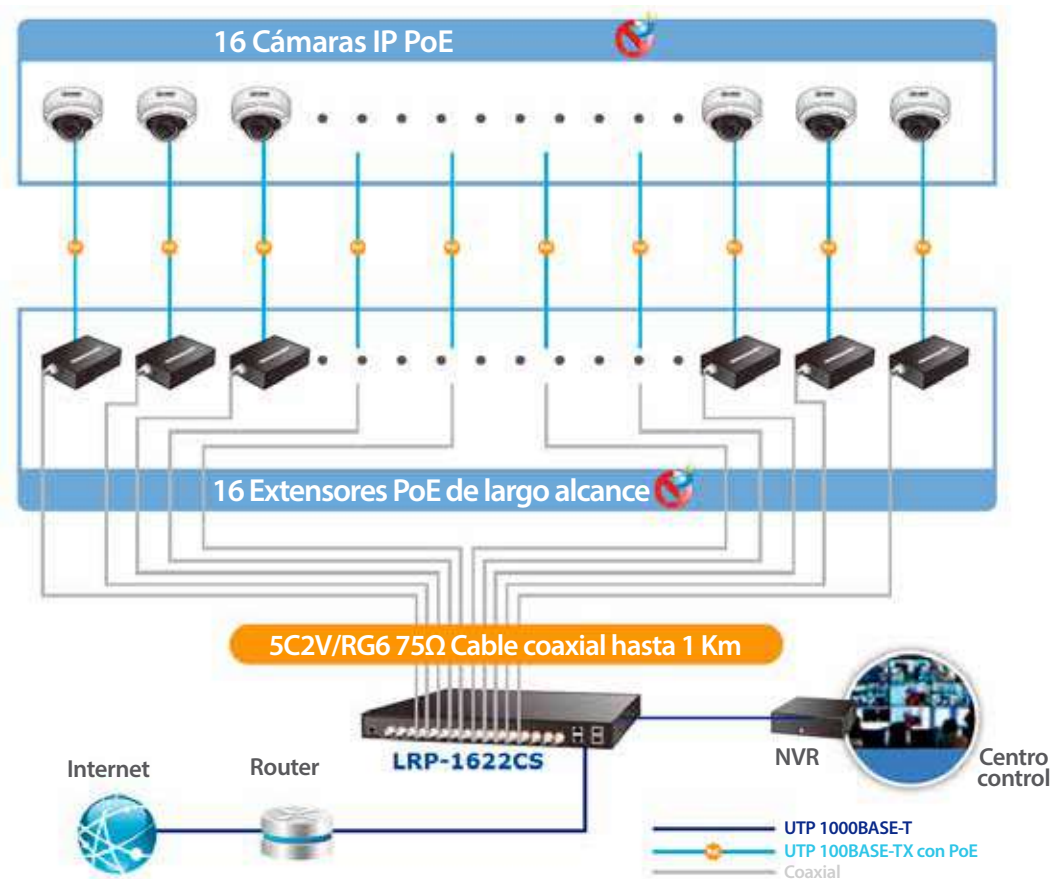 16 Cámaras IP PoE
16 Extensores PoE de largo alcance
5C2V/RG6 75Ω Cable coaxial hasta 1 Km
LRP-1622CS
Internet
Router
NVR
Centro
control
UTP 1000BASE-T
UTP 100BASE-TX con PoE
Coaxial